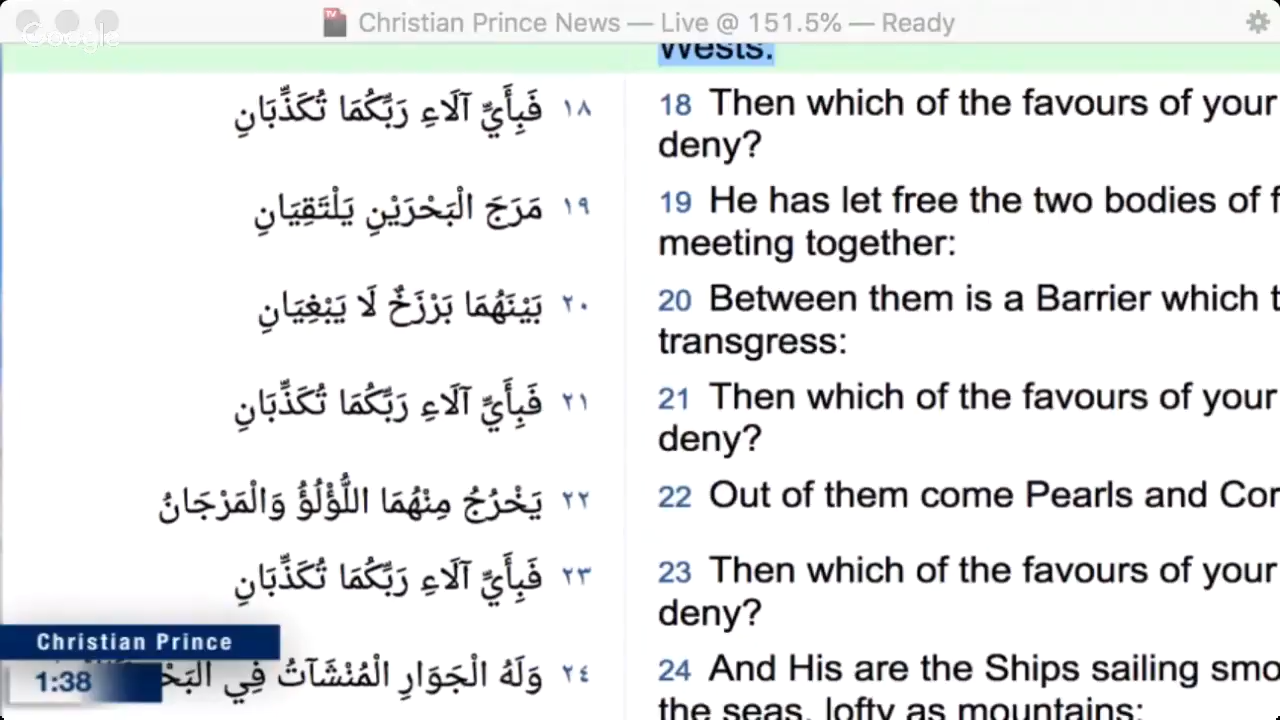 Google
Christian Prince News — Live @ 151.5% — Ready
Wests.
فَبِأَيِّ آلَاءِ رَبِّكُمَا تُكَذِّبَانِ ١٨
18 Then which of the favours of your
deny?
مَرَجَ الْبَحْرَيْنِ يَلْتَقِيَانِ ١٩
19 He has let free the two bodies of
meeting together:
بَيْنَهُمَا بَرْزَخٌ لَا يَبْغِيَانِ ٢٠
20 Between them is a Barrier which
transgress:
فَبِأَيِّ آلَاءِ رَبِّكُمَا تُكَذِّبَانِ ٢١
21 Then which of the favours of your
deny?
يَخْرُجُ مِنْهُمَا اللُّؤْلُؤُ وَالْمَرْجَانُ ٢٢
22 Out of them come Pearls and
فَبِأَيِّ آلَاءِ رَبِّكُمَا تُكَذِّبَانِ ٢٣
23 Then which of the favours of your
deny?
وَلَهُ الْجَوَارِ الْمُنْشَآتُ فِي ٢٤
24 And His are the Ships sailing
the seas, lofty as mountains:
Christian Prince
1:38